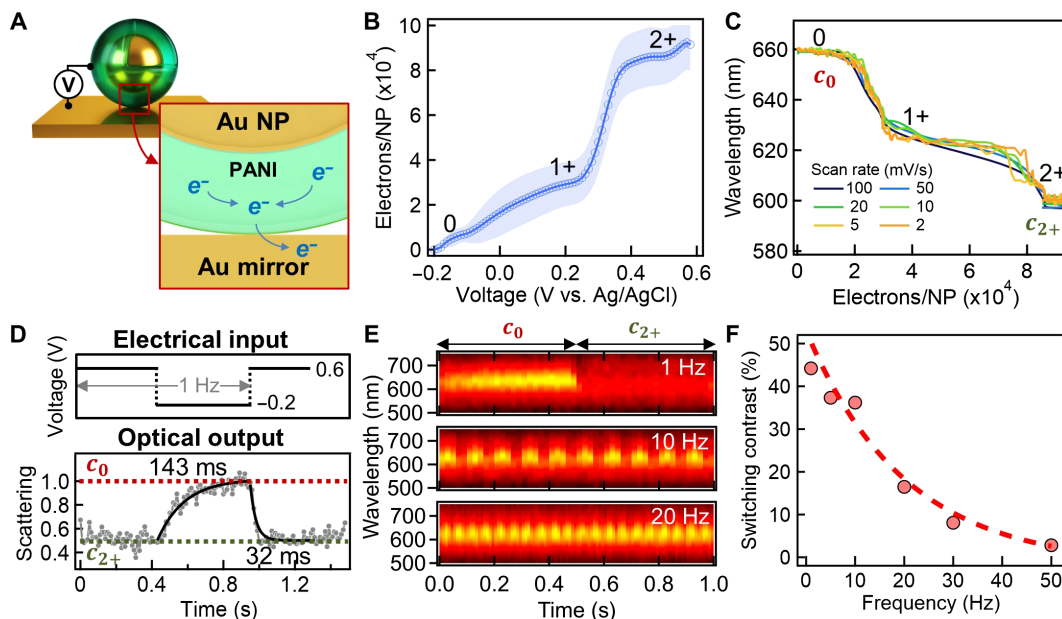 A
V
Au NP
PANI
e⁻
e⁻
e⁻
e⁻
Au mirror
B
Electrons/NP (x10⁴)
10
8
6
4
2
0
0
1+
2+
−0.2
0.0
0.2
0.4
0.6
Voltage (V vs. Ag/AgCl)
C
Wavelength (nm)
660
640
620
600
580
0
c₀
1+
2+
c₂₊
Scan rate (mV/s)
100
50
20
10
5
2
0
2
4
6
8
Electrons/NP (x10⁴)
D
Electrical input
Voltage (V)
1 Hz
0.6
−0.2
Optical output
Scattering
1.0
0.8
0.6
0.4
c₀
143 ms
c₂₊
32 ms
0.0
0.4
0.8
1.2
Time (s)
E
c₀
c₂₊
Wavelength (nm)
700
600
500
1 Hz
700
600
500
10 Hz
700
600
500
20 Hz
0.0
0.2
0.4
0.6
0.8
1.0
Time (s)
F
Switching contrast (%)
50
40
30
20
10
0
0
10
20
30
40
50
Frequency (Hz)